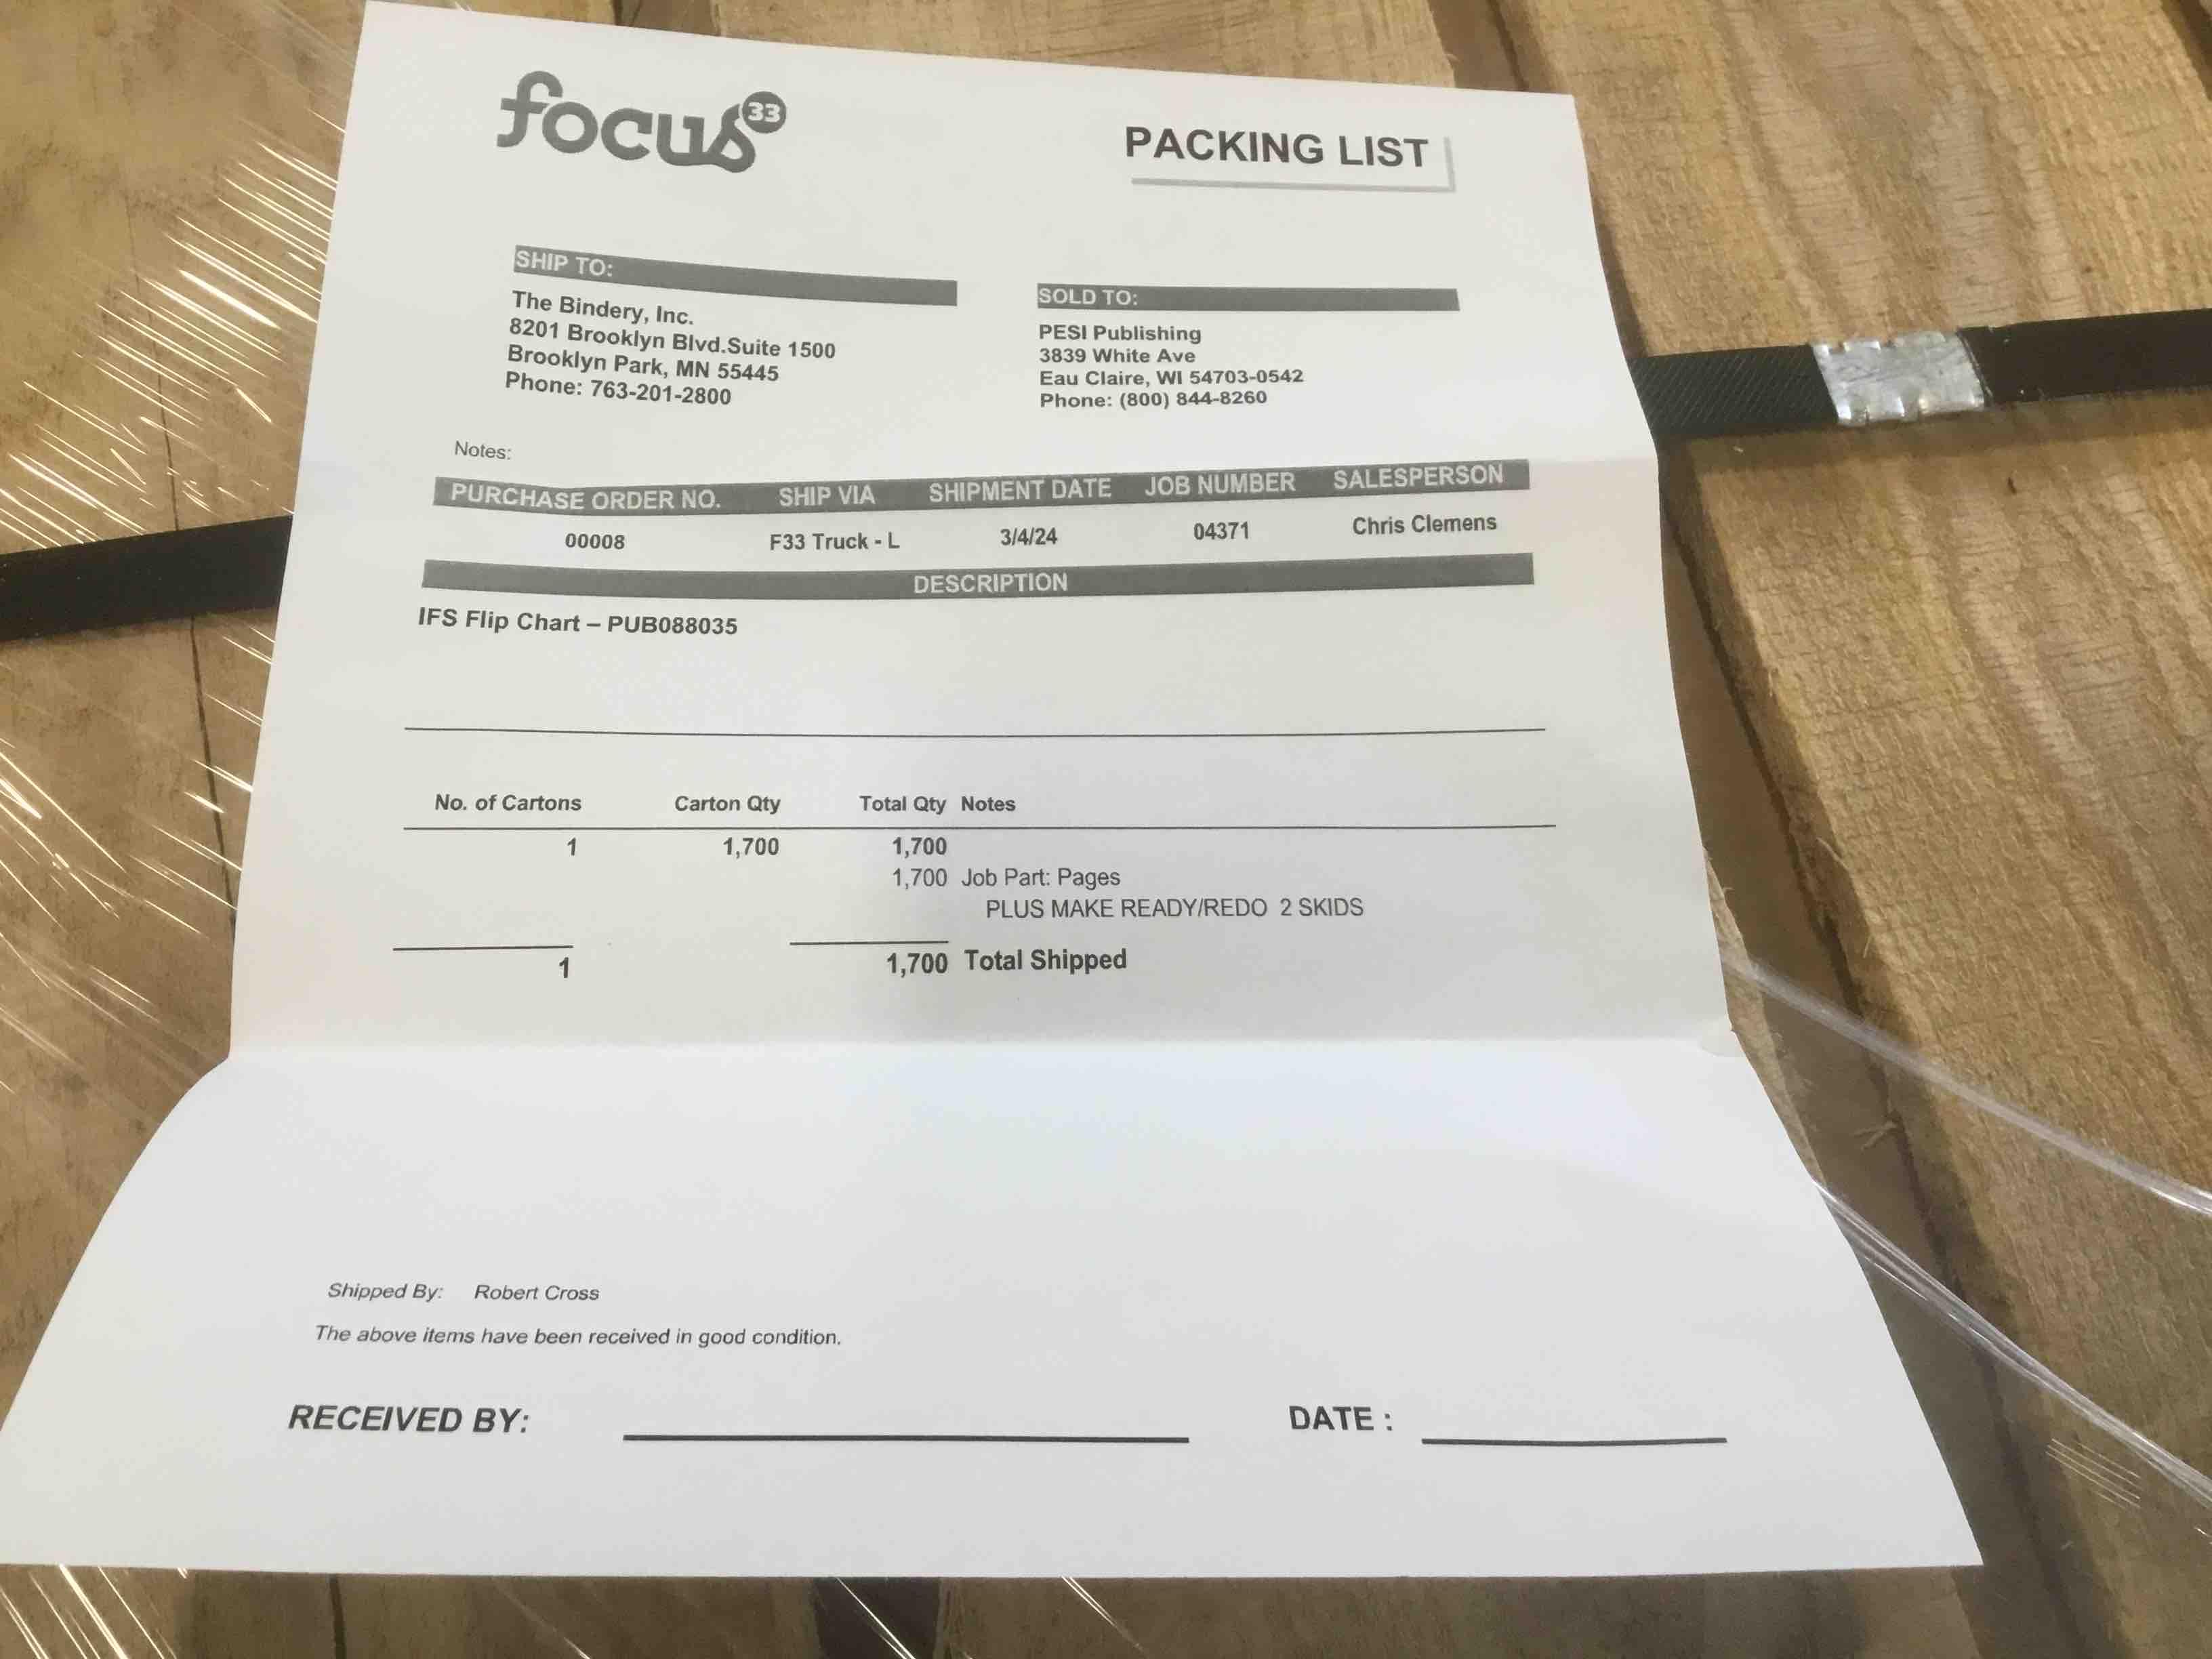 focus33
PACKING LIST
SHIP TO:
The Bindery, Inc.
8201 Brooklyn Blvd.Suite 1500
Brooklyn Park, MN 55445
Phone: 763-201-2800
SOLD TO:
PESI Publishing
3839 White Ave
Eau Claire, WI 54703-0542
Phone: (800) 844-8260
Notes:
PURCHASE ORDER NO. SHIP VIA SHIPMENT DATE JOB NUMBER SALESPERSON
00008 F33 Truck - L 3/4/24 04371 Chris Clemens
DESCRIPTION
IFS Flip Chart – PUB088035
No. of Cartons Carton Qty Total Qty Notes
1 1,700 1,700
1,700 Job Part: Pages
PLUS MAKE READY/REDO 2 SKIDS
1 1,700 Total Shipped
Shipped By: Robert Cross
The above items have been received in good condition.
RECEIVED BY: DATE :